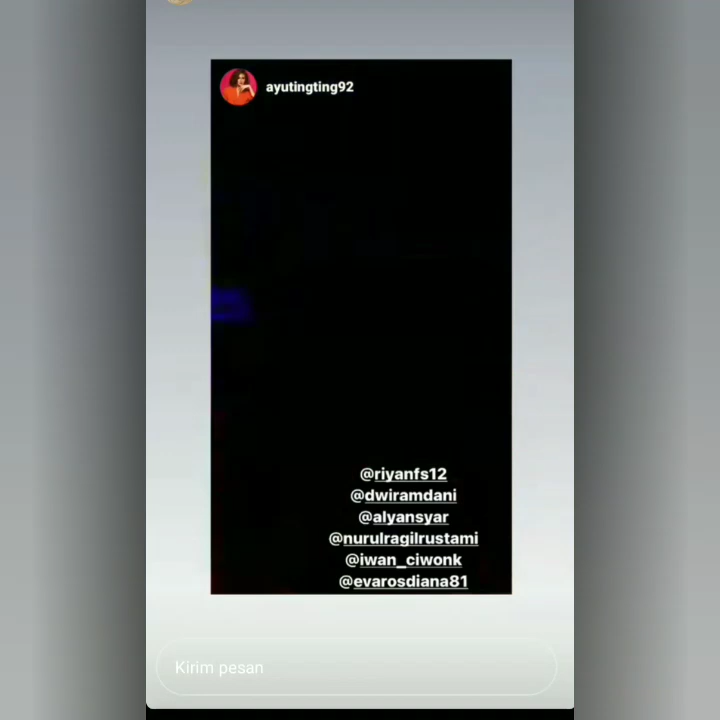 ayutingting92
@riyanfs12
@dwiramdani
@alyansyar
@nurulragilrustami
@iwan_ciwonk
@evarosdiana81
Kirim pesan